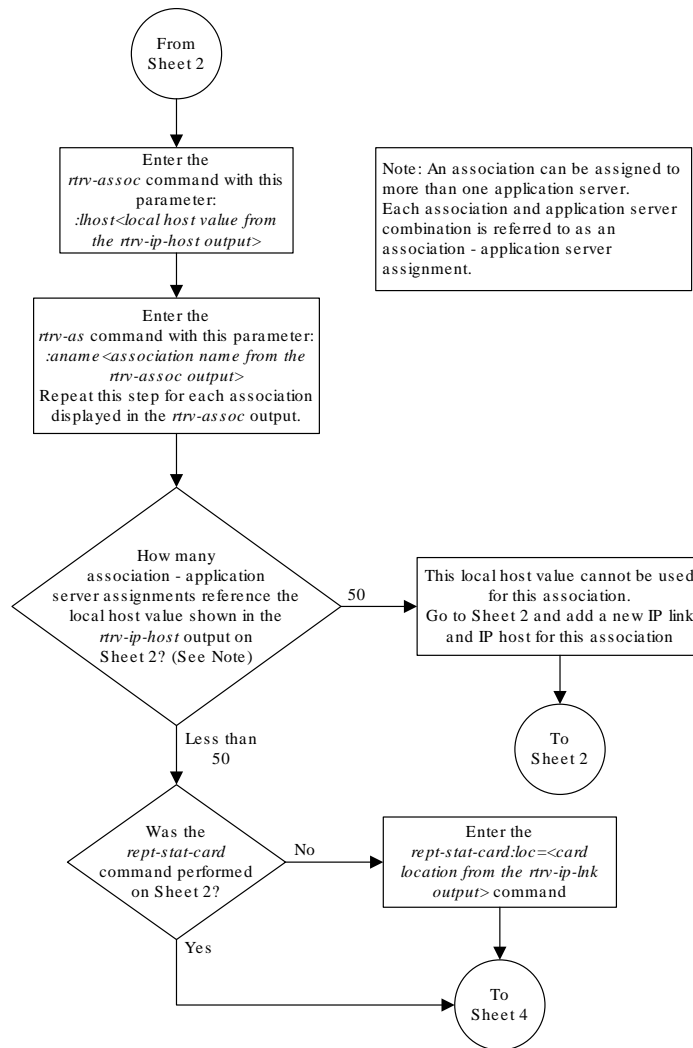 From
Sheet 2
Enter the
rtrv-assoc command with this
parameter:
:lhost<local host value from
the rtrv-ip-host output>
Note: An association can be assigned to
more than one application server.
Each association and application server
combination is referred to as an
association - application server
assignment.
Enter the
rtrv-as command with this parameter:
:aname<association name from the
rtrv-assoc output>
Repeat this step for each association
displayed in the rtrv-assoc output.
How many
association - application
server assignments reference the
local host value shown in the
rtrv-ip-host output on
Sheet 2? (See Note)
50
This local host value cannot be used
for this association.
Go to Sheet 2 and add a new IP link
and IP host for this association
Less than
50
To
Sheet 2
Was the
rept-stat-card
command performed
on Sheet 2?
No
Enter the
rept-stat-card:loc=<card
location from the rtrv-ip-lnk
output> command
Yes
To
Sheet 4